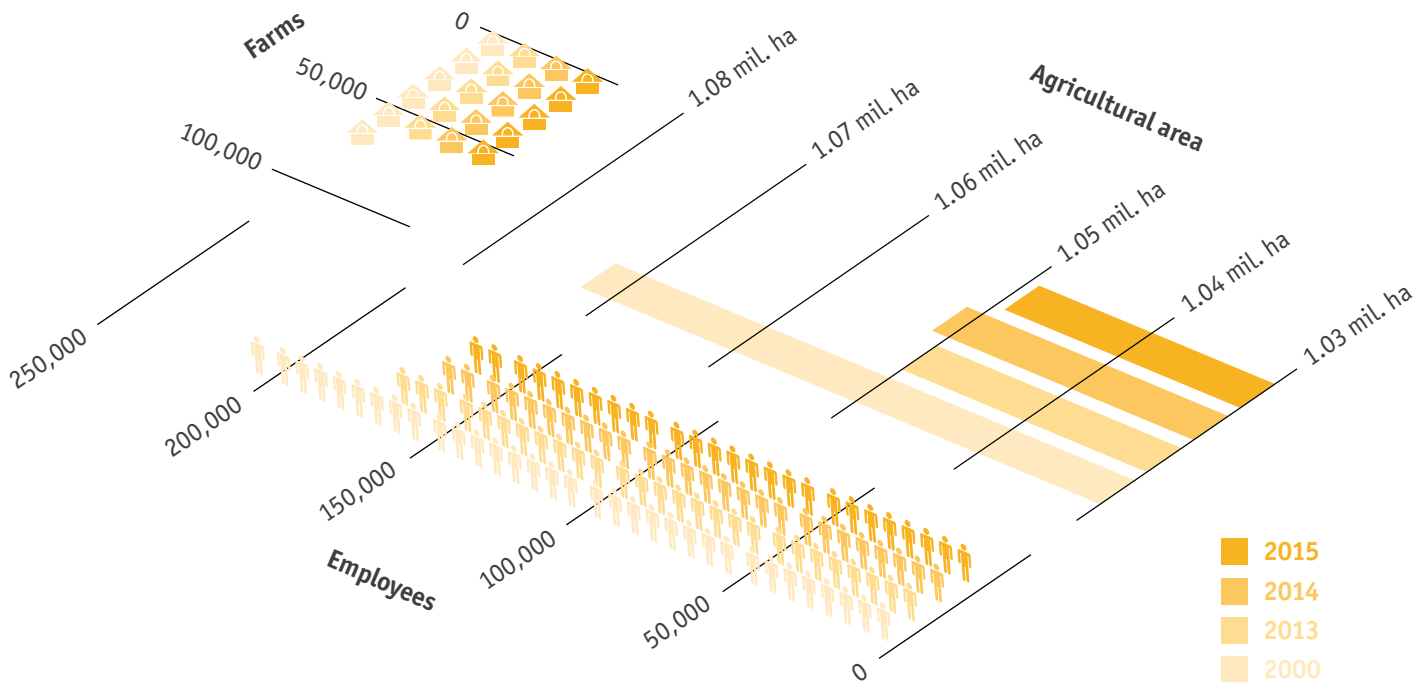 Farms
0
50,000
100,000
Agricultural area
1.08 mil. ha
1.07 mil. ha
1.06 mil. ha
1.05 mil. ha
1.04 mil. ha
1.03 mil. ha
250,000
200,000
150,000
100,000
50,000
0
Employees
2015
2014
2013
2000